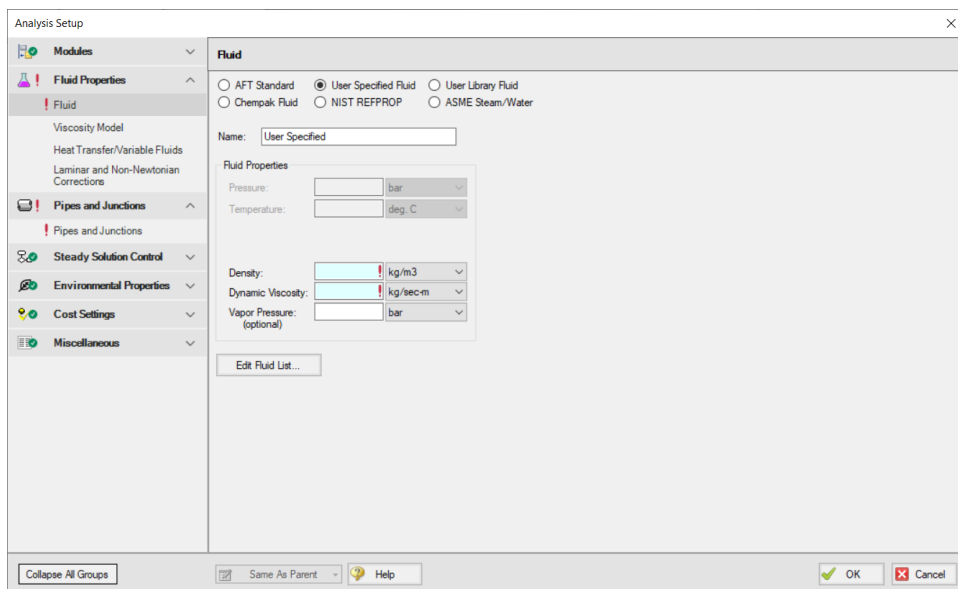 Analysis Setup
Modules
Fluid Properties
Fluid
Viscosity Model
Heat Transfer/Variable Fluids
Laminar and Non-Newtonian
Corrections
Pipes and Junctions
Pipes and Junctions
Steady Solution Control
Environmental Properties
Cost Settings
Miscellaneous
Collapse All Groups
Fluid
AFT Standard User Specified Fluid User Library Fluid
Chempak Fluid NIST REFPROP ASME Steam/Water
Name: User Specified
Fluid Properties
Pressure: bar
Temperature: deg. C
Density: kg/m3
Dynamic Viscosity: kg/sec-m
Vapor Pressure: bar
(optional)
Edit Fluid List...
Same As Parent Help OK Cancel